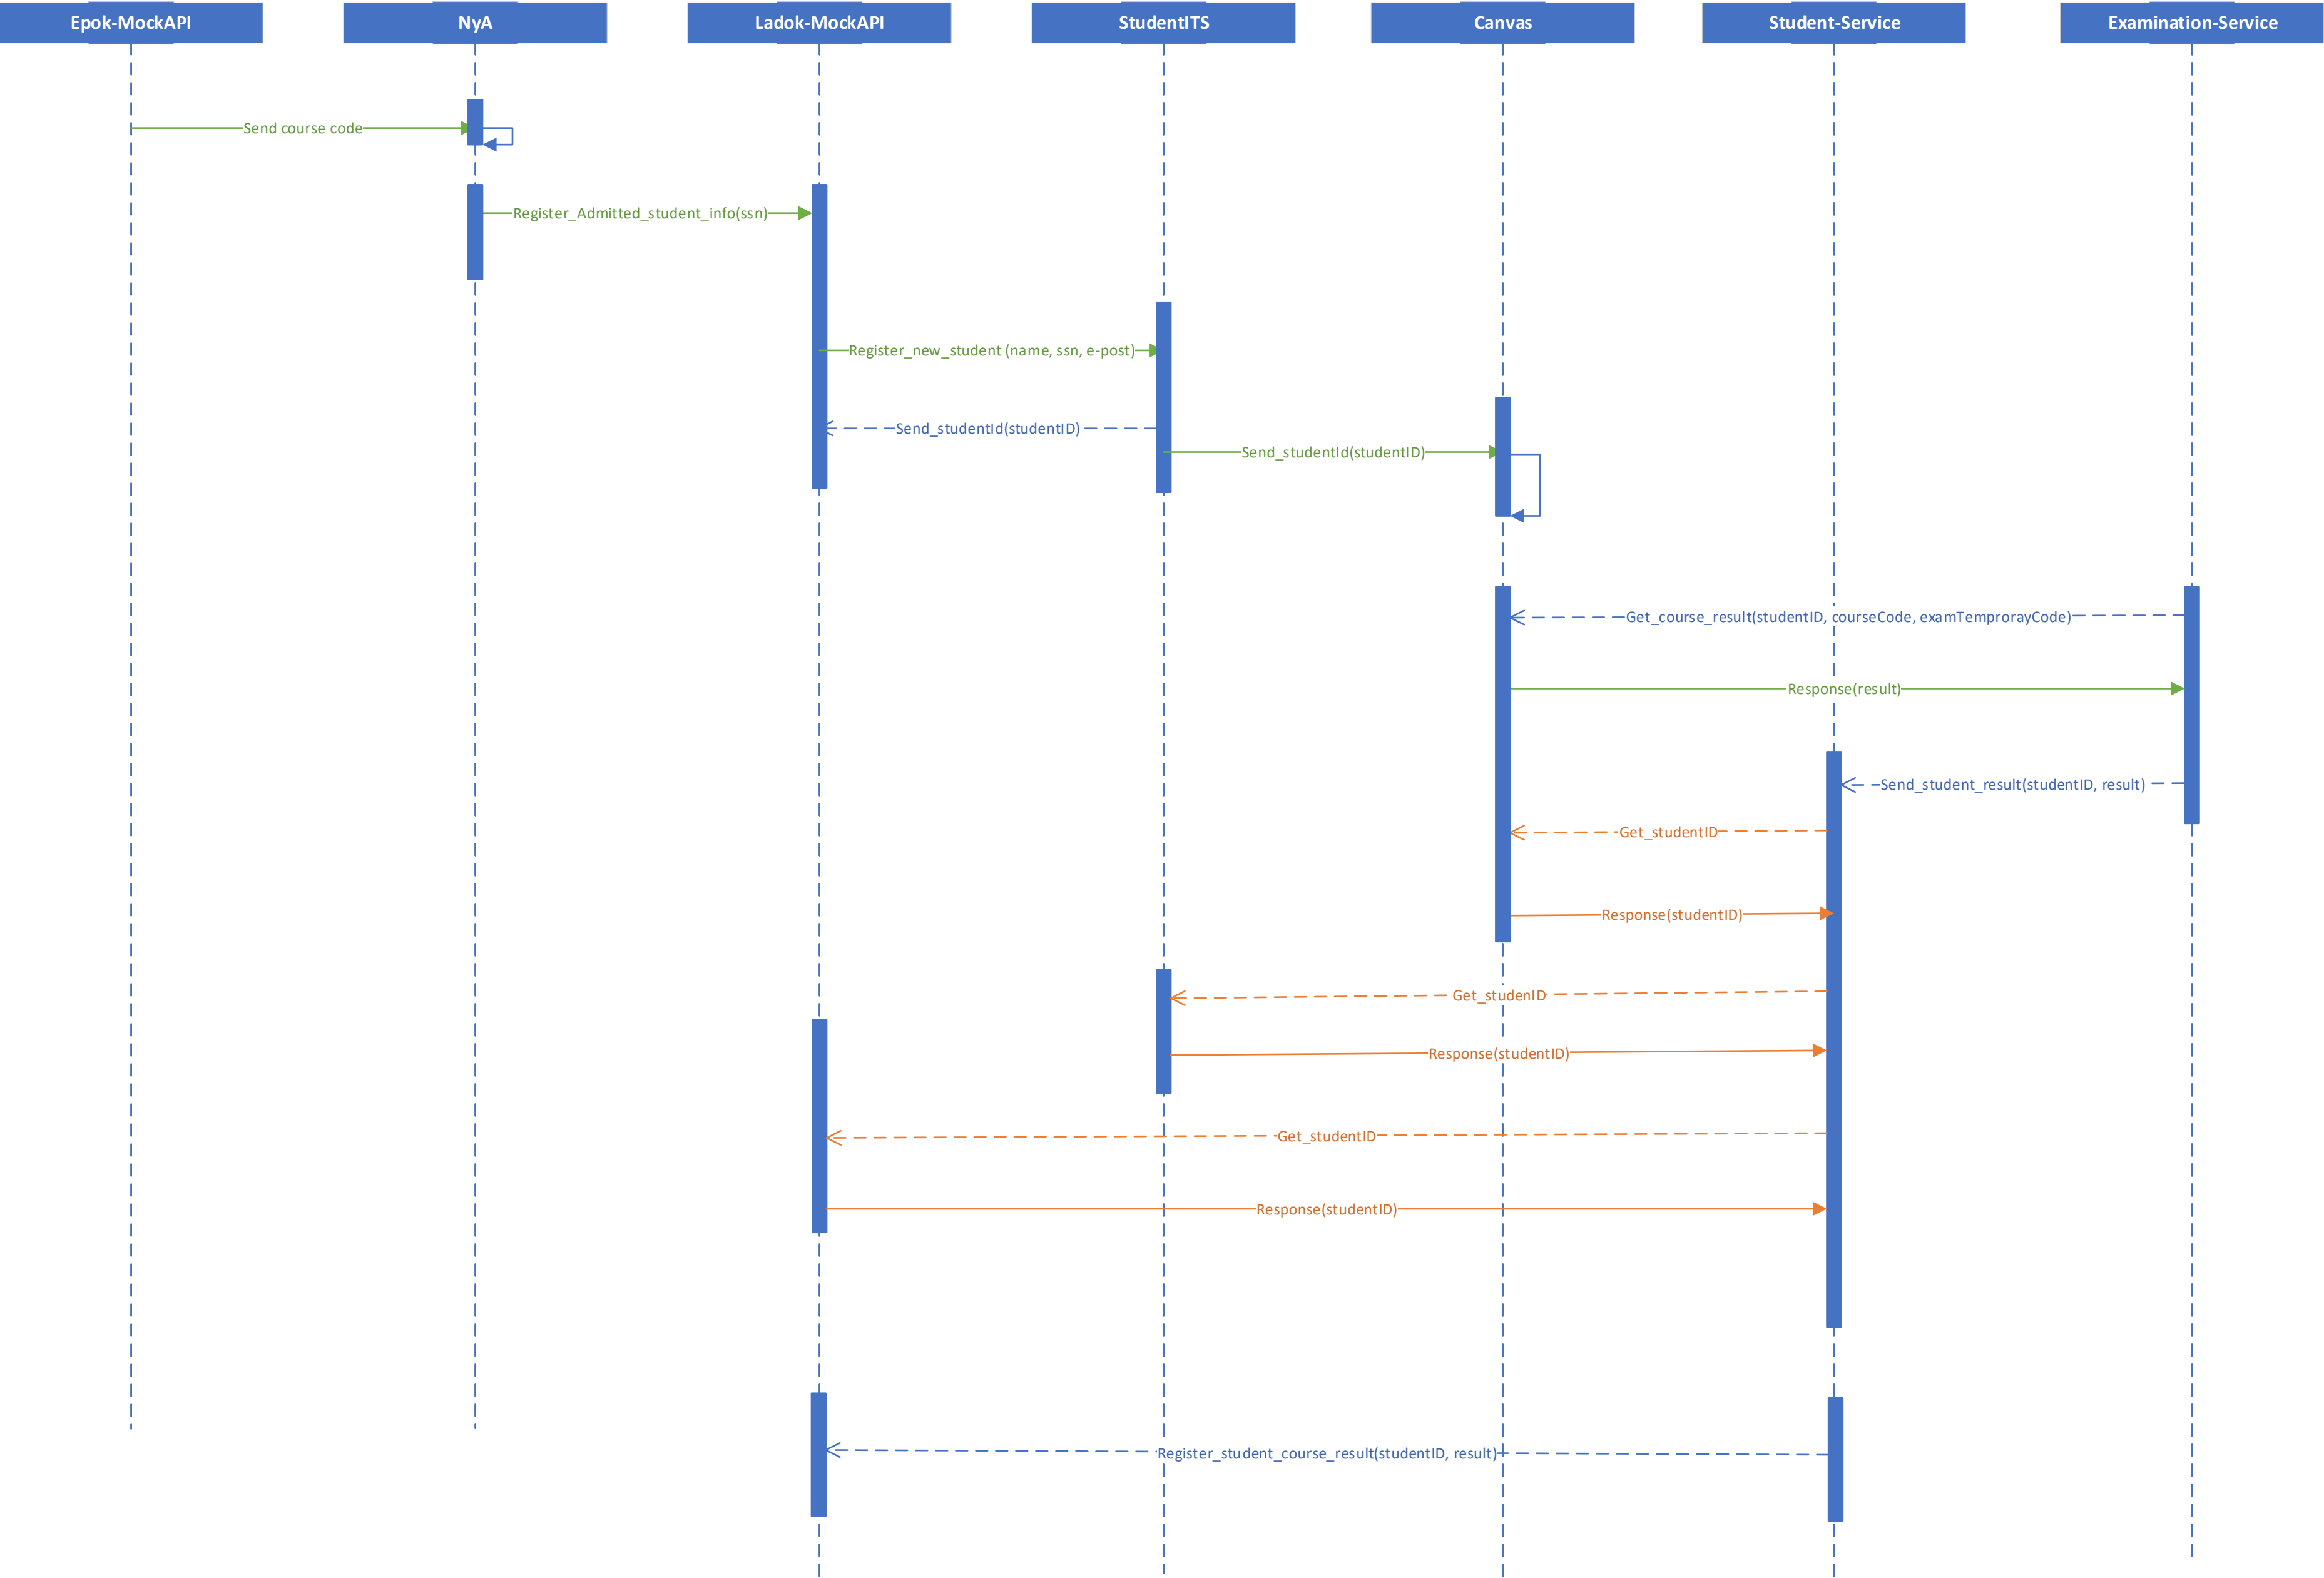 Epok-MockAPI
NyA
Ladok-MockAPI
StudentITS
Canvas
Student-Service
Examination-Service
Send course code
Register_Admitted_student_info(ssn)
Register_new_student (name, ssn, e-post)
Send_studentId(studentID)
Send_studentId(studentID)
Get_course_result(studentID, courseCode, examTemprorayCode)
Response(result)
Send_student_result(studentID, result)
Get_studentID
Response(studentID)
Get_studenID
Response(studentID)
Get_studentID
Response(studentID)
Register_student_course_result(studentID, result)